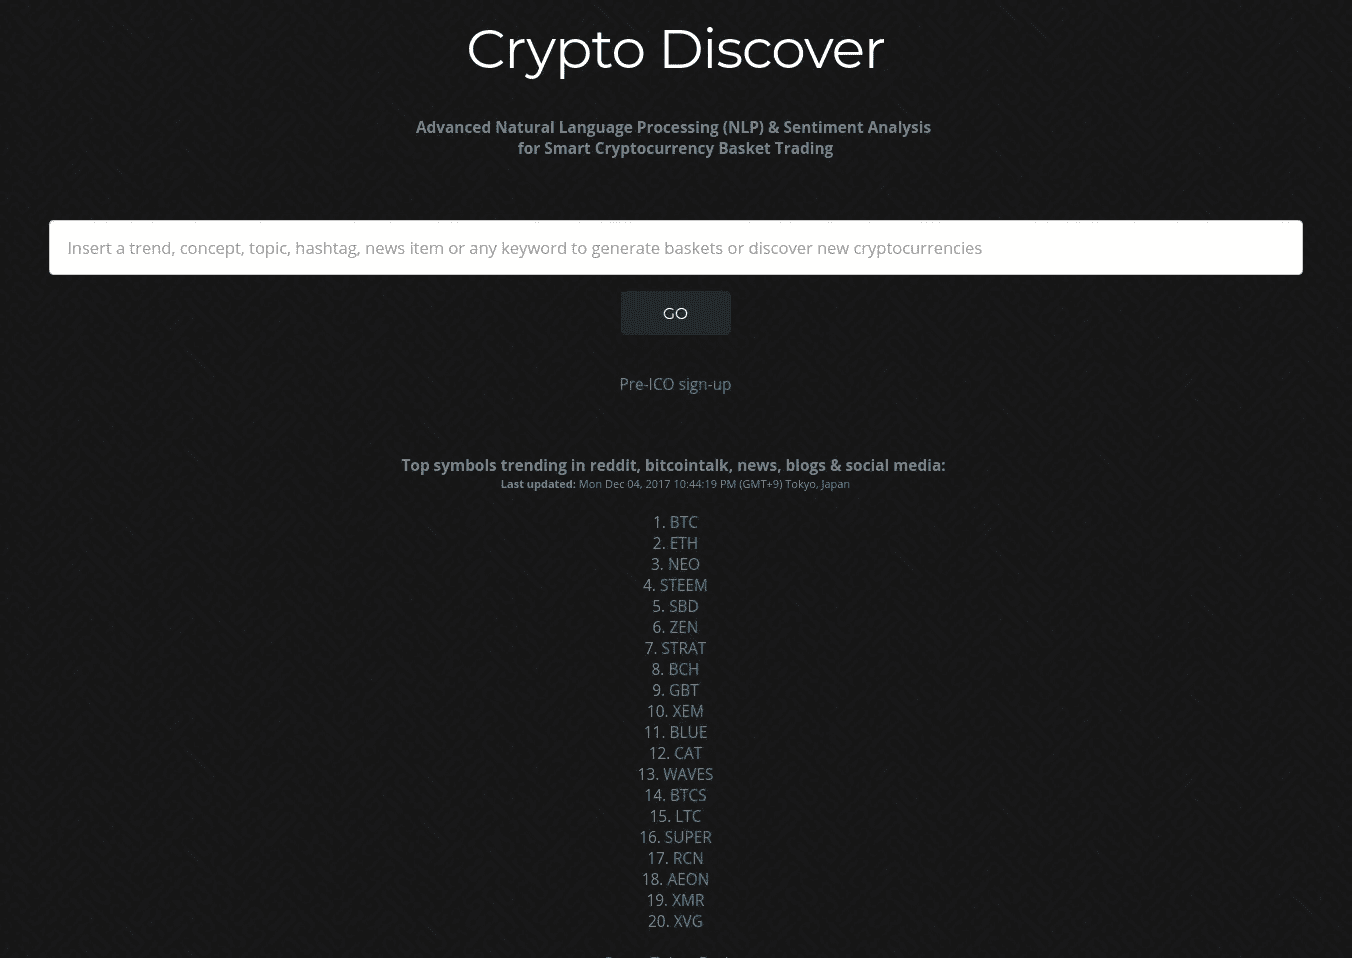 Crypto Discover
Advanced Natural Language Processing (NLP) & Sentiment Analysis
for Smart Cryptocurrency Basket Trading
Insert a trend, concept, topic, hashtag, news item or any keyword to generate baskets or discover new cryptocurrencies
GO
Pre-ICO sign-up
Top symbols trending in reddit, bitcointalk, news, blogs & social media:
Last updated: Mon Dec 04, 2017 10:44:19 PM (GMT+9) Tokyo, Japan
1. BTC
2. ETH
3. NEO
4. STEEM
5. SBD
6. ZEN
7. STRAT
8. BCH
9. GBT
10. XEM
11. BLUE
12. CAT
13. WAVES
14. BTCS
15. LTC
16. SUPER
17. RCN
18. AEON
19. XMR
20. XVG